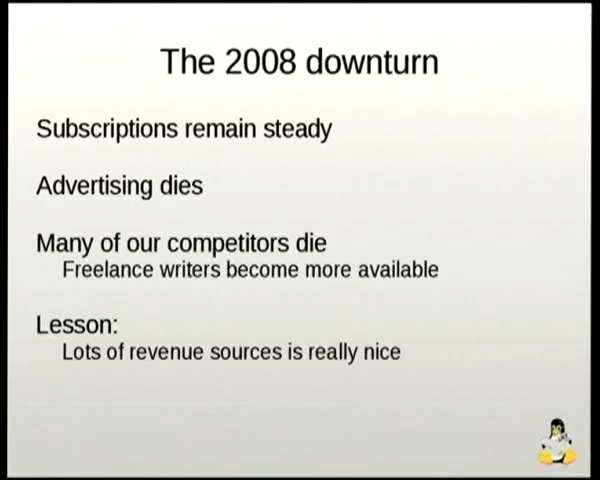 The 2008 downturn
Subscriptions remain steady
Advertising dies
Many of our competitors die
Freelance writers become more available
Lesson:
Lots of revenue sources is really nice